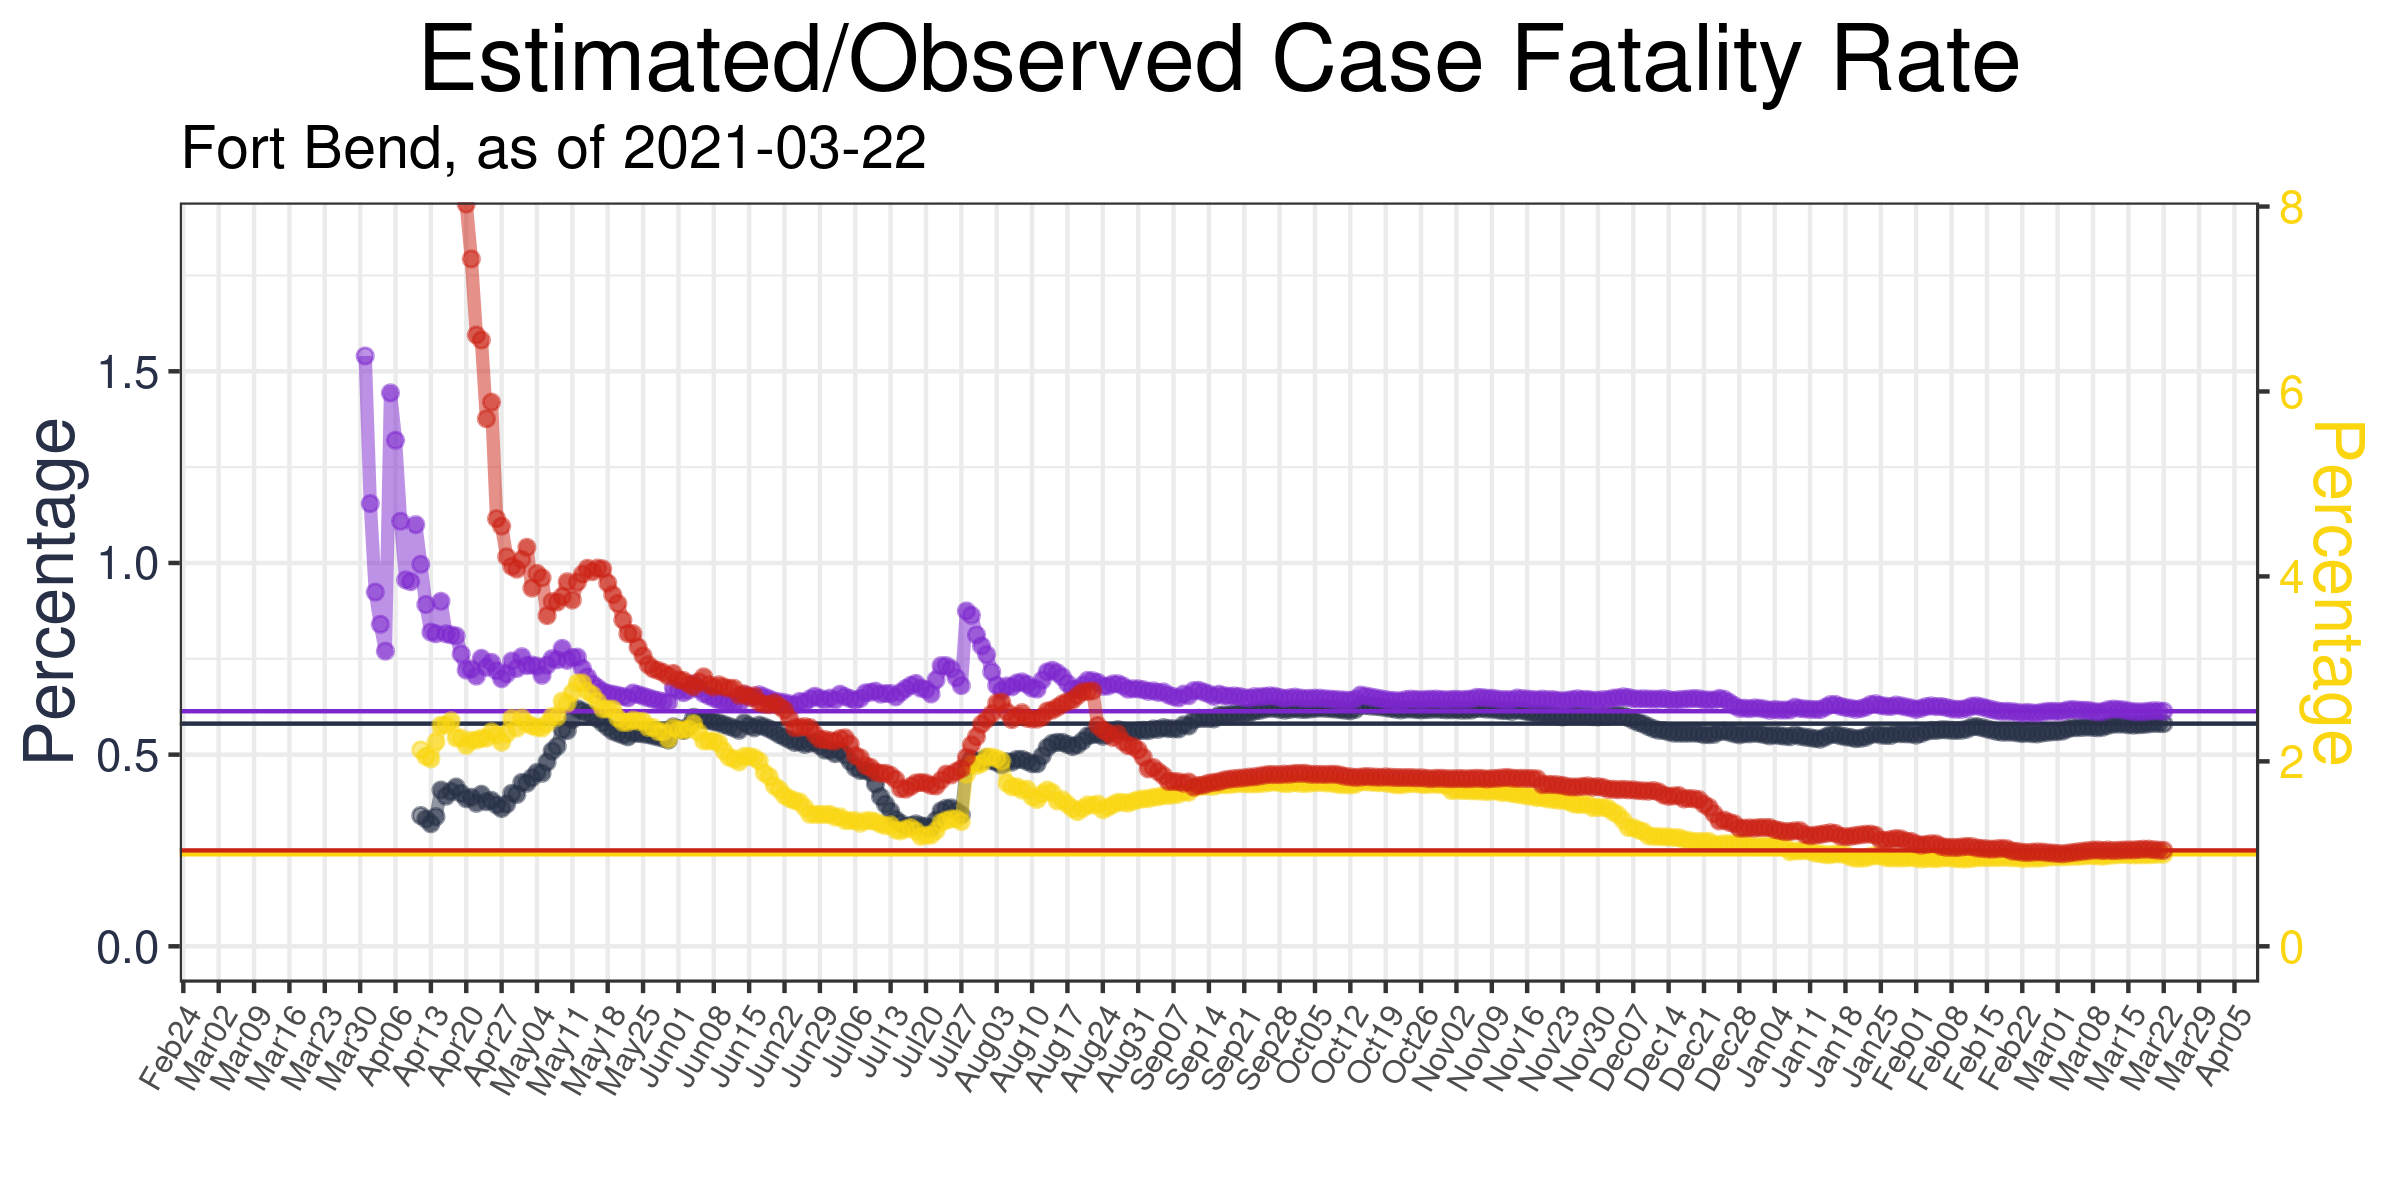 Estimated/Observed Case Fatality Rate
Fort Bend, as of 2021-03-22
Percentage
1.5
1.0
0.5
0.0
8
6
4
2
0
Percentage
Feb24
Mar02
Mar09
Mar16
Mar23
Mar30
Apr06
Apr13
Apr20
Apr27
May04
May11
May18
May25
Jun01
Jun08
Jun15
Jun22
Jun29
Jul06
Jul13
Jul20
Jul27
Aug03
Aug10
Aug17
Aug24
Aug31
Sep07
Sep14
Sep21
Sep28
Oct05
Oct12
Oct19
Oct26
Nov02
Nov09
Nov16
Nov23
Nov30
Dec07
Dec14
Dec21
Dec28
Jan04
Jan11
Jan18
Jan25
Feb01
Feb08
Feb15
Feb22
Mar01
Mar08
Mar15
Mar22
Mar29
Apr05